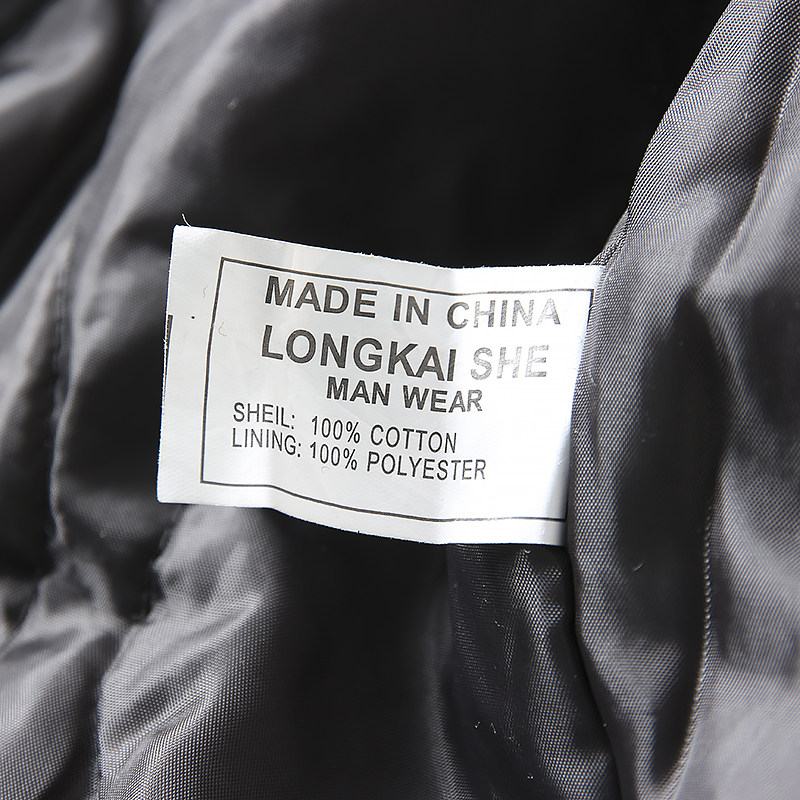 MADE IN CHINA
LONGKAI SHE
MAN WEAR
SHEIL: 100% COTTON
LINING: 100% POLYESTER